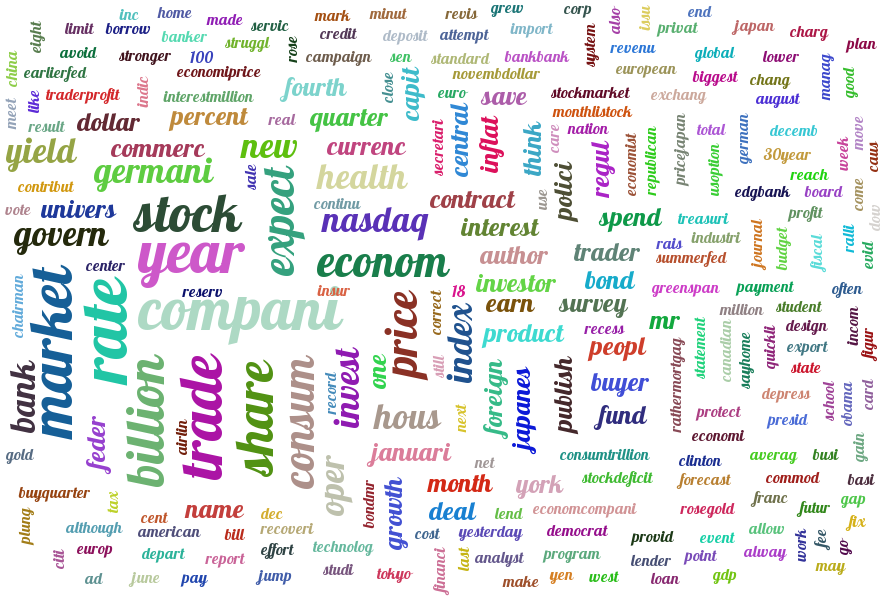 inc
home
mark
minut
revis
grew
corp
also
issu
end
limit
borrow
made
servic
credit
deposit
attempt
import
system
privat
japan
charg
eight
banker
struggl
rose
plan
avoid
stronger
100
campaign
sen
standard
bankbank
revenu
global
lower
china
earlierfed
economiprice
close
capit
novembdollar
european
biggest
chang
manag
good
meet
like
traderprofit
indic
interestmillion
fourth
euro
save
stockmarket
exchang
august
result
dollar
percent
real
quarter
secretari
central
inflat
think
care
monthlistock
nation
economist
republican
pricejapan
total
usoption
german
decemb
week
move
caus
yield
commerc
new
currenc
30year
germani
sale
expect
health
polici
regul
reach
contribut
continu
contract
use
edgbank
board
come
vote
univers
stock
nasdaq
spend
treasuri
profit
dow
govern
year
econom
interest
author
trader
rais
industri
summerfed
journal
budget
fiscal
ralli
evid
center
investor
bond
chairman
market
rate
reserv
insur
company
price
correct
18
index
earn
survey
greenspan
payment
often
million
student
product
recess
mr
statement
canadian
stayhome
quickli
design
incom
figur
peopl
export
bank
billion
trade
share
consum
record
invest
one
still
foreign
japanes
publish
buyer
rathermortgag
state
depress
school
obama
card
feder
airlin
hous
next
fund
protect
presid
economi
gain
gold
januari
net
consumtrillion
clinton
averag
bust
oper
month
york
stockdeficit
forecast
commod
basi
buyquarter
tax
bondmr
growth
franc
gap
plung
cent
name
dec
deal
lend
economcompani
rosegold
futur
fix
although
american
bill
recoveri
cost
yesterday
democrat
provid
event
allow
work
fee
go
citi
europ
depart
report
effort
technolog
financi
last
analyst
program
lender
point
alway
may
ad
june
pay
jump
studi
tokyo
make
yen
west
loan
gdp